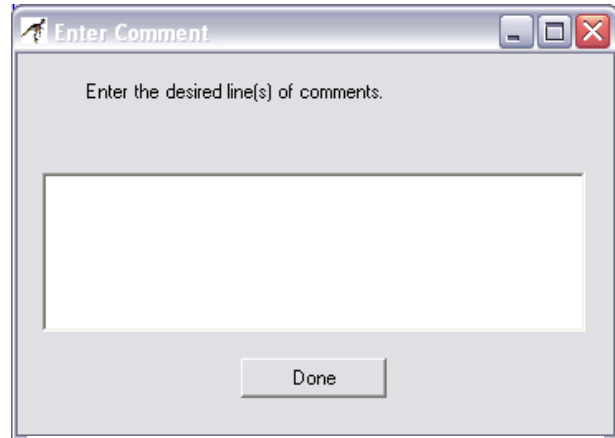 Enter Comment
Enter the desired line(s) of comments.
Done